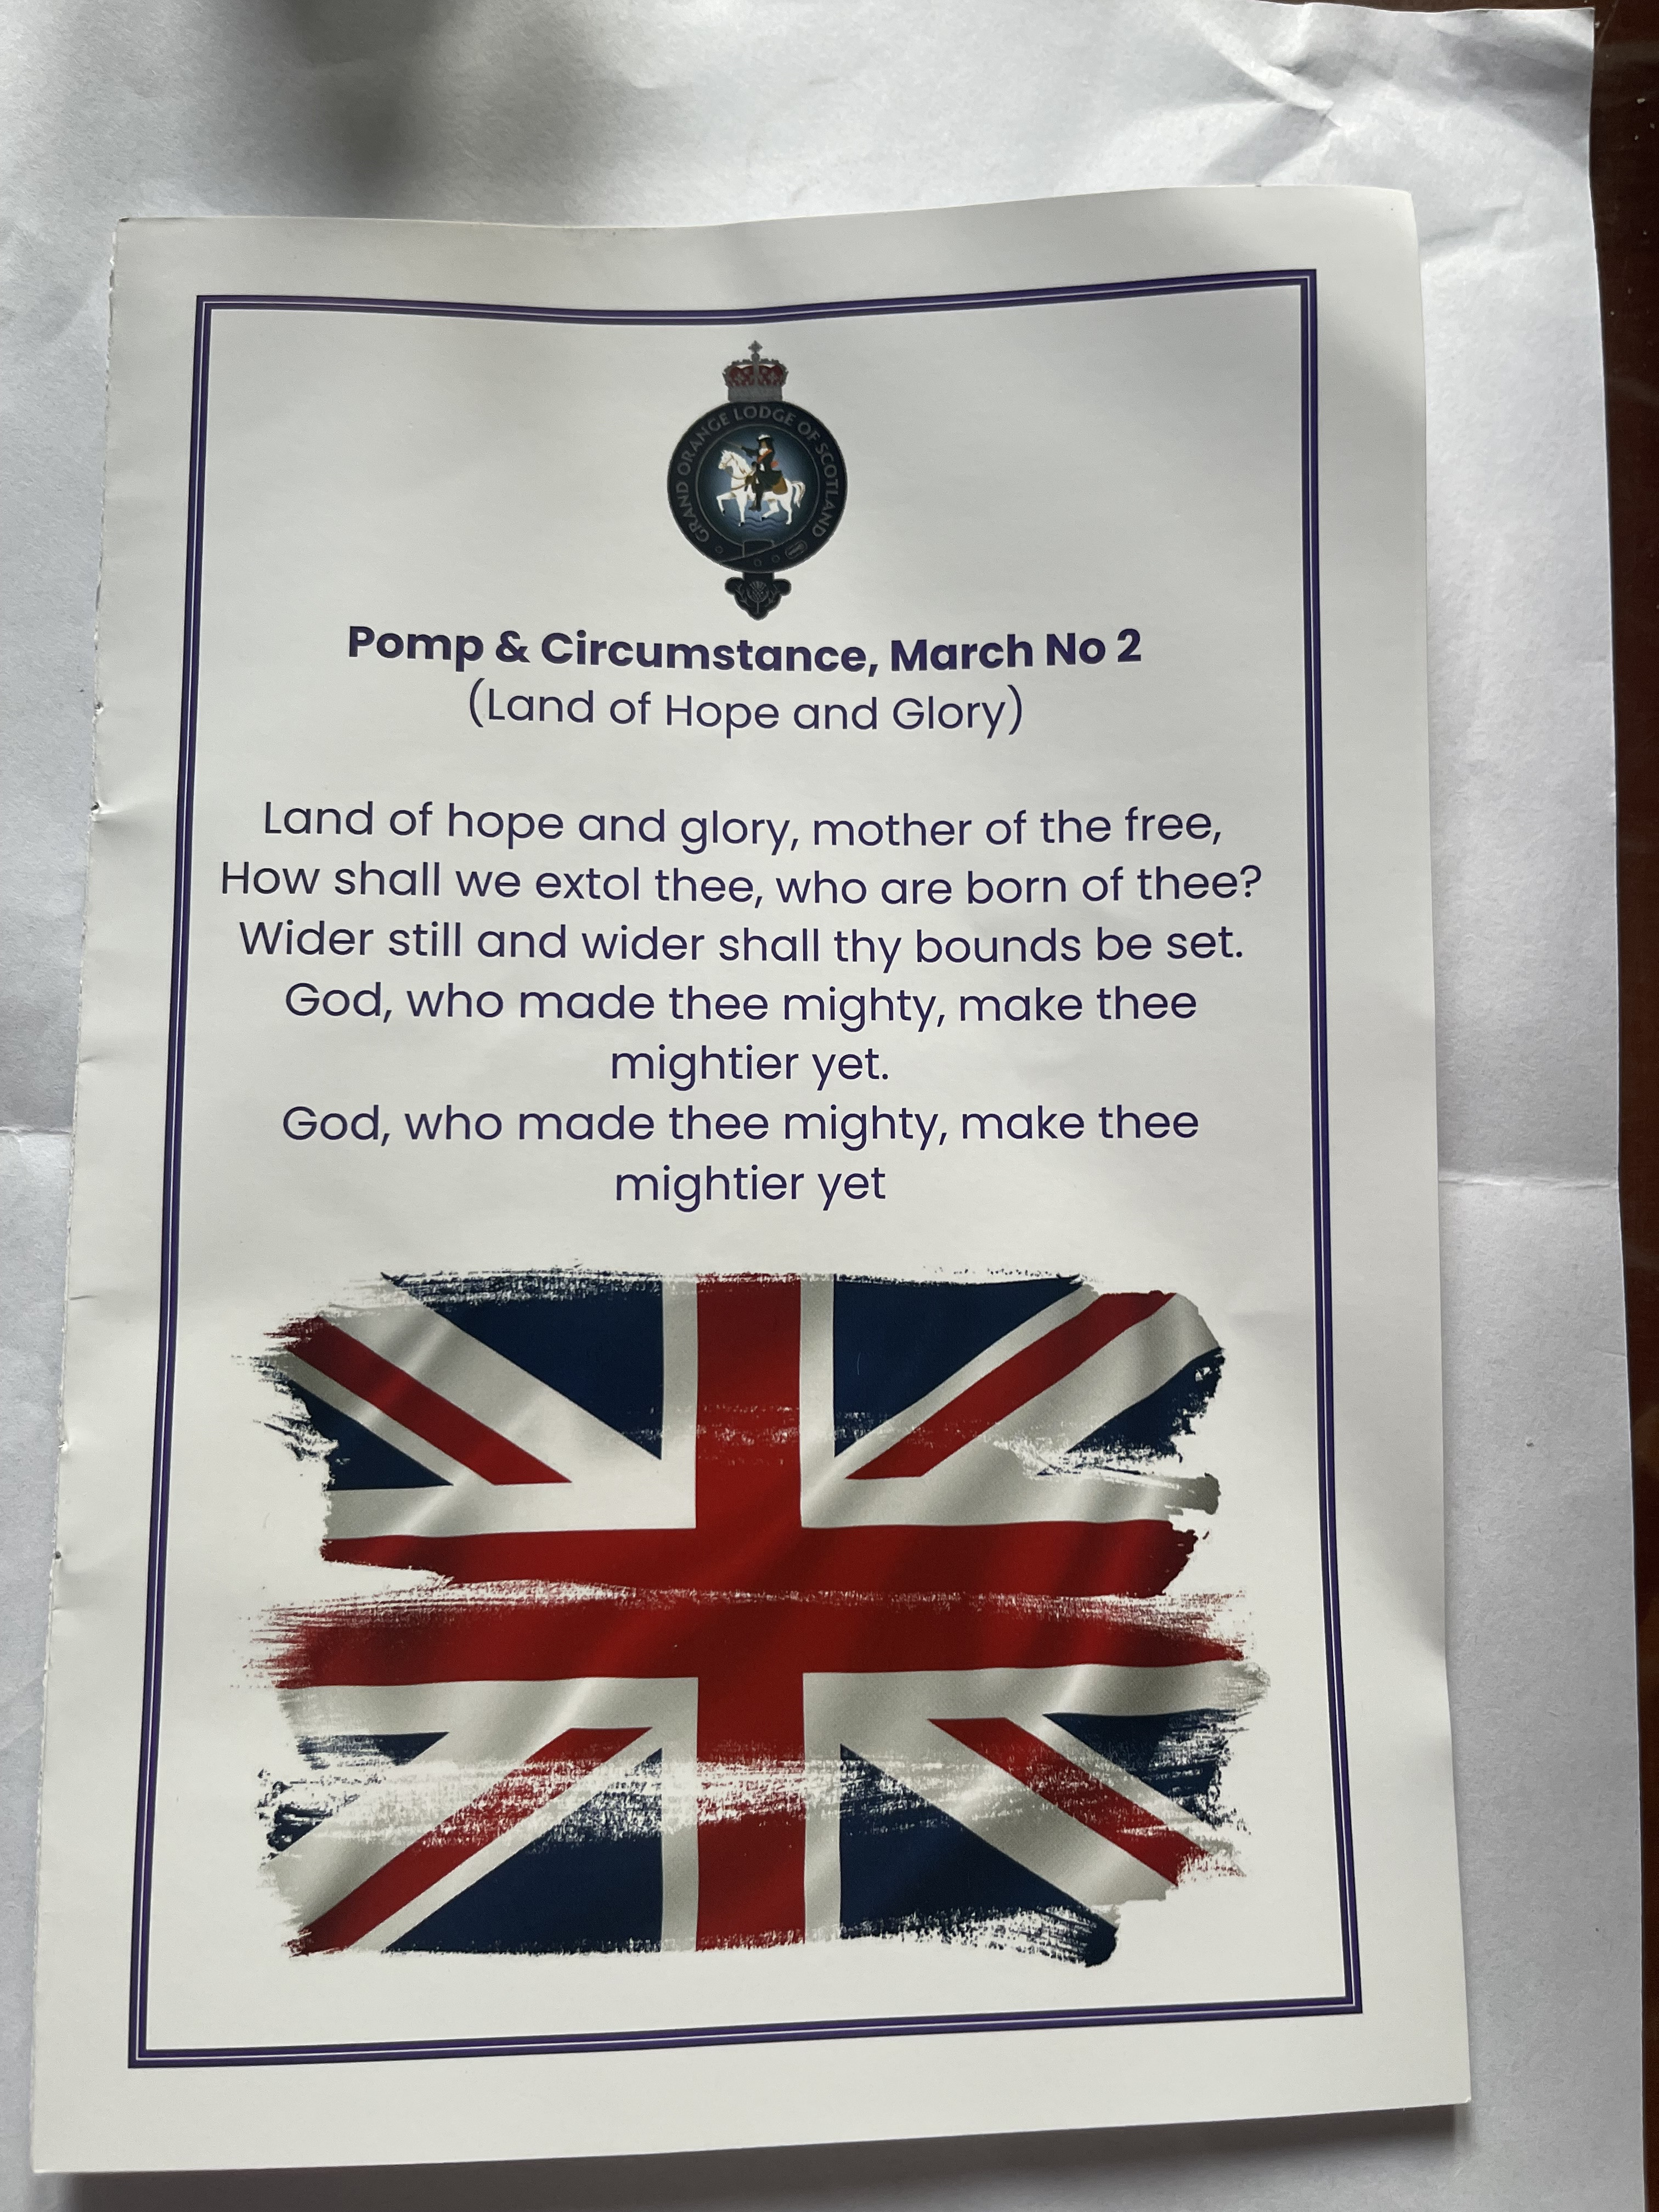 GRAND ORANGE LODGE OF SCOTLAND
Pomp & Circumstance, March No 2
(Land of Hope and Glory)
Land of hope and glory, mother of the free,
How shall we extol thee, who are born of thee?
Wider still and wider shall thy bounds be set.
God, who made thee mighty, make thee
mightier yet.
God, who made thee mighty, make thee
mightier yet